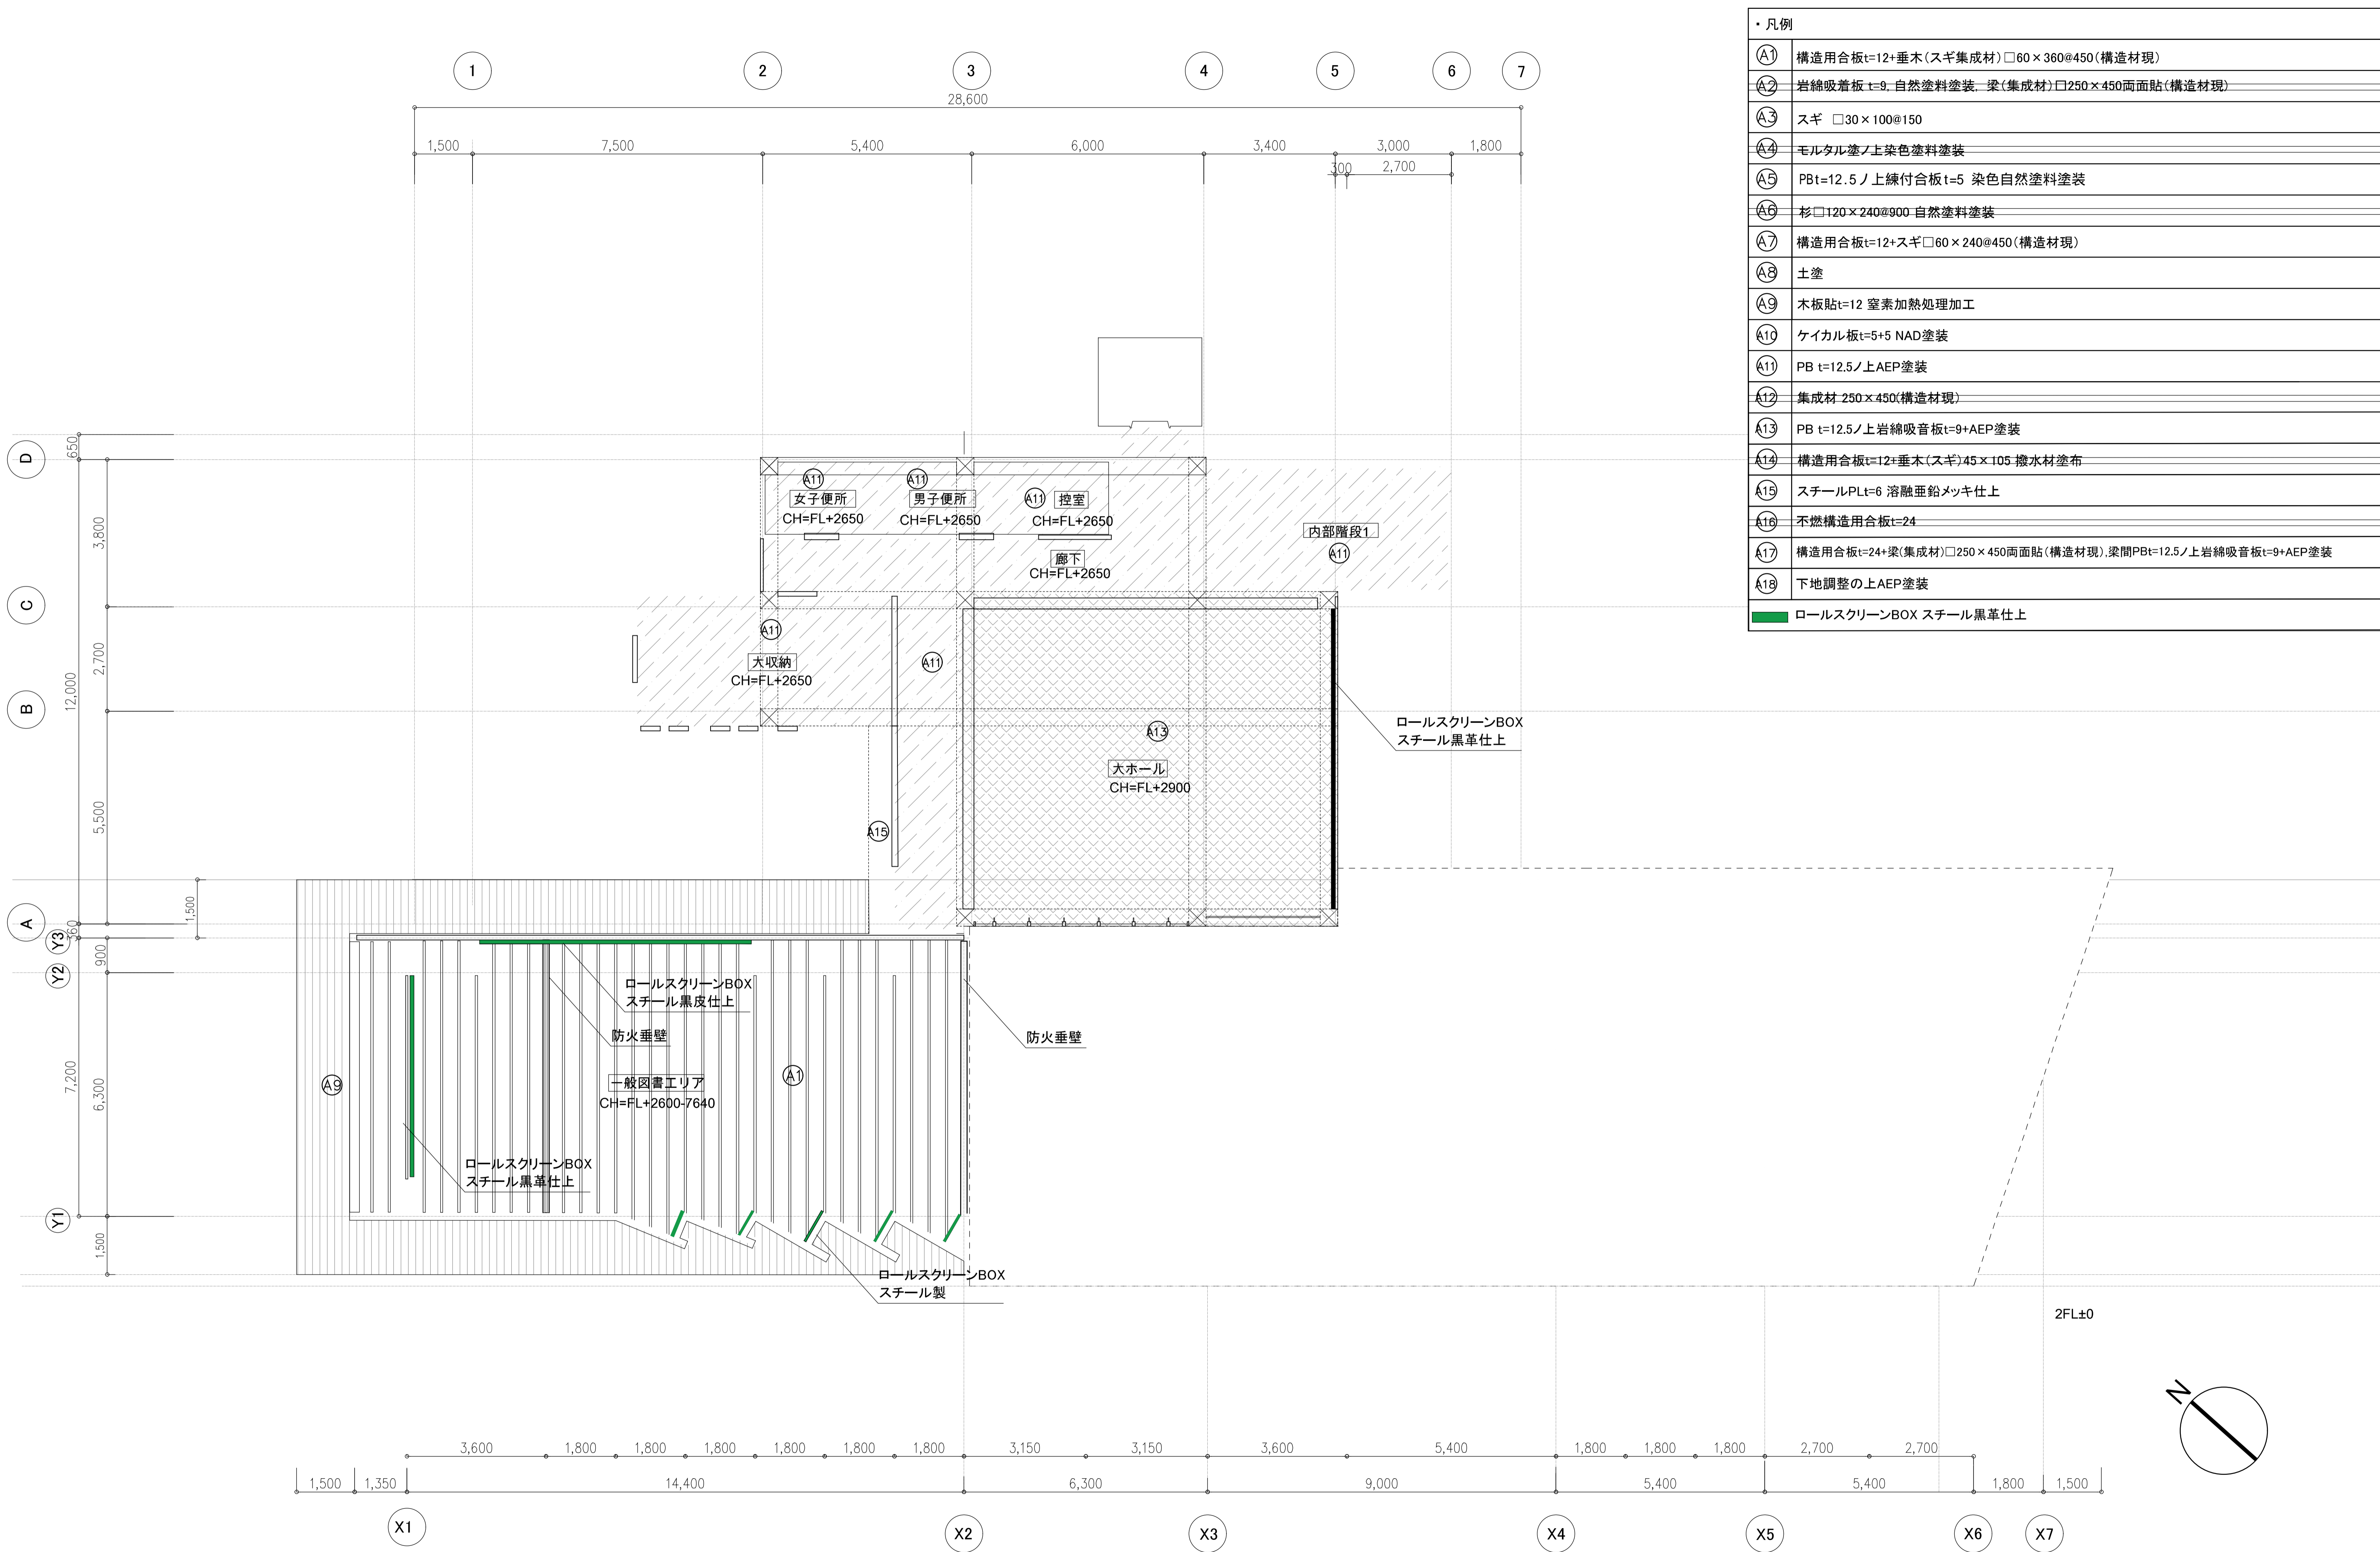 ・凡例
A1 構造用合板t=12+垂木(スギ集成材)□60×360@450(構造材現)
A2 岩綿吸着板 t=9, 自然塗料塗装, 梁(集成材)口250×450両面貼(構造材現)
A3 スギ □30×100@150
A4 モルタル塗ノ上染色塗料塗装
A5 PBt=12.5ノ上練付合板t=5 染色自然塗料塗装
A6 杉□120×240@900 自然塗料塗装
A7 構造用合板t=12+スギ□60×240@450(構造材現)
A8 土塗
A9 木板貼t=12 窒素加熱処理加工
A10 ケイカル板t=5+5 NAD塗装
A11 PB t=12.5ノ上AEP塗装
A12 集成材 250×450(構造材現)
A13 PB t=12.5ノ上岩綿吸音板t=9+AEP塗装
A14 構造用合板t=12+垂木(スギ)45×105 撥水材塗布
A15 スチールPLt=6 溶融亜鉛メッキ仕上
A16 不燃構造用合板t=24
A17 構造用合板t=24+梁(集成材)□250×450両面貼(構造材現),梁間PBt=12.5ノ上岩綿吸音板t=9+AEP塗装
A18 下地調整の上AEP塗装
ロールスクリーンBOX スチール黒革仕上
1 2 3 4 5 6 7
28,600
1,500 7,500 5,400 6,000 3,400 3,000 1,800
300 2,700
D
650
3,800
C
2,700
12,000
B
5,500
A
360
1,500
Y3
900
Y2
7,200
6,300
Y1
1,500
A11 A11
女子便所 男子便所 A11 控室
CH=FL+2650 CH=FL+2650 CH=FL+2650
内部階段1
A11
廊下
CH=FL+2650
A11
大収納
CH=FL+2650
A11
A13
大ホール
CH=FL+2900
ロールスクリーンBOX
スチール黒革仕上
A15
ロールスクリーンBOX
スチール黒皮仕上
防火垂壁
防火垂壁
A9
一般図書エリア
CH=FL+2600-7640
A1
ロールスクリーンBOX
スチール黒革仕上
ロールスクリーンBOX
スチール製
2FL±0
N
3,600 1,800 1,800 1,800 1,800 1,800 1,800 3,150 3,150 3,600 5,400 1,800 1,800 1,800 2,700 2,700
1,500 1,350 14,400 6,300 9,000 5,400 5,400 1,800 1,500
X1 X2 X3 X4 X5 X6 X7